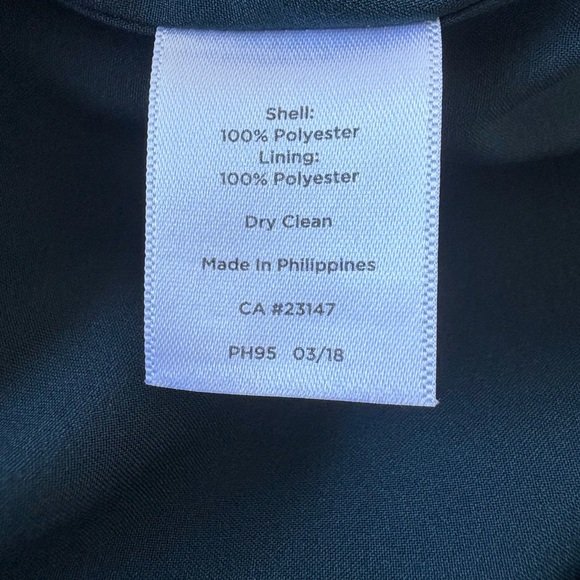 Shell:
100% Polyester
Lining:
100% Polyester
Dry Clean
Made In Philippines
CA #23147
PH95 03/18